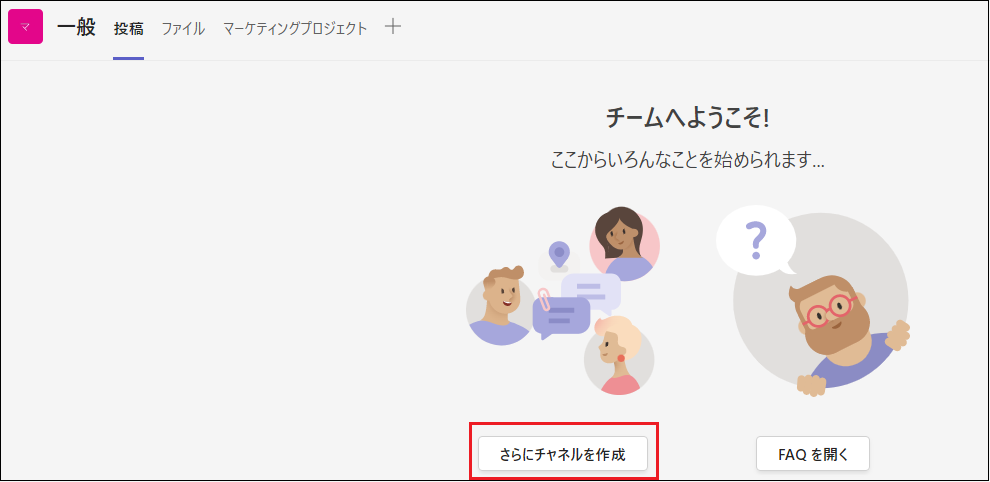 マ 一般 投稿 ファイル マーケティングプロジェクト
チームへようこそ!
ここからいろんなことを始められます...
?
さらにチャネルを作成 FAQ を開く